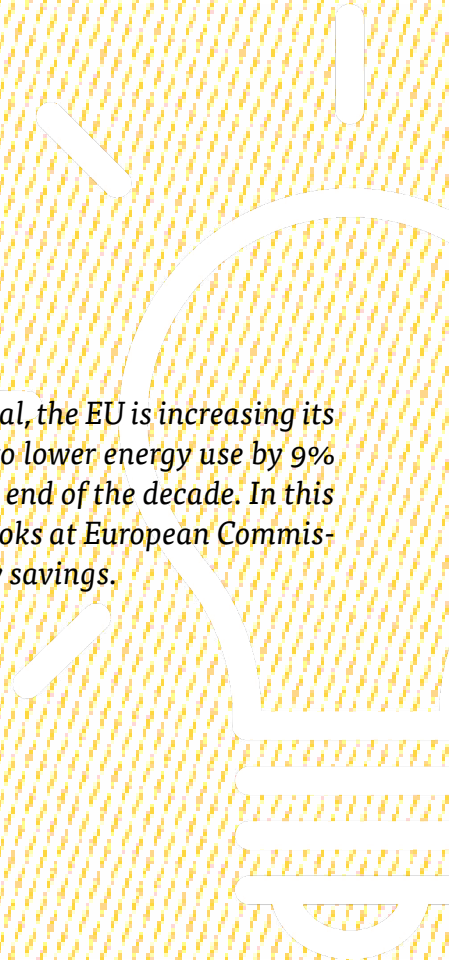 al, the EU is increasing its
o lower energy use by 9%
end of the decade. In this
oks at European Commis-
savings.